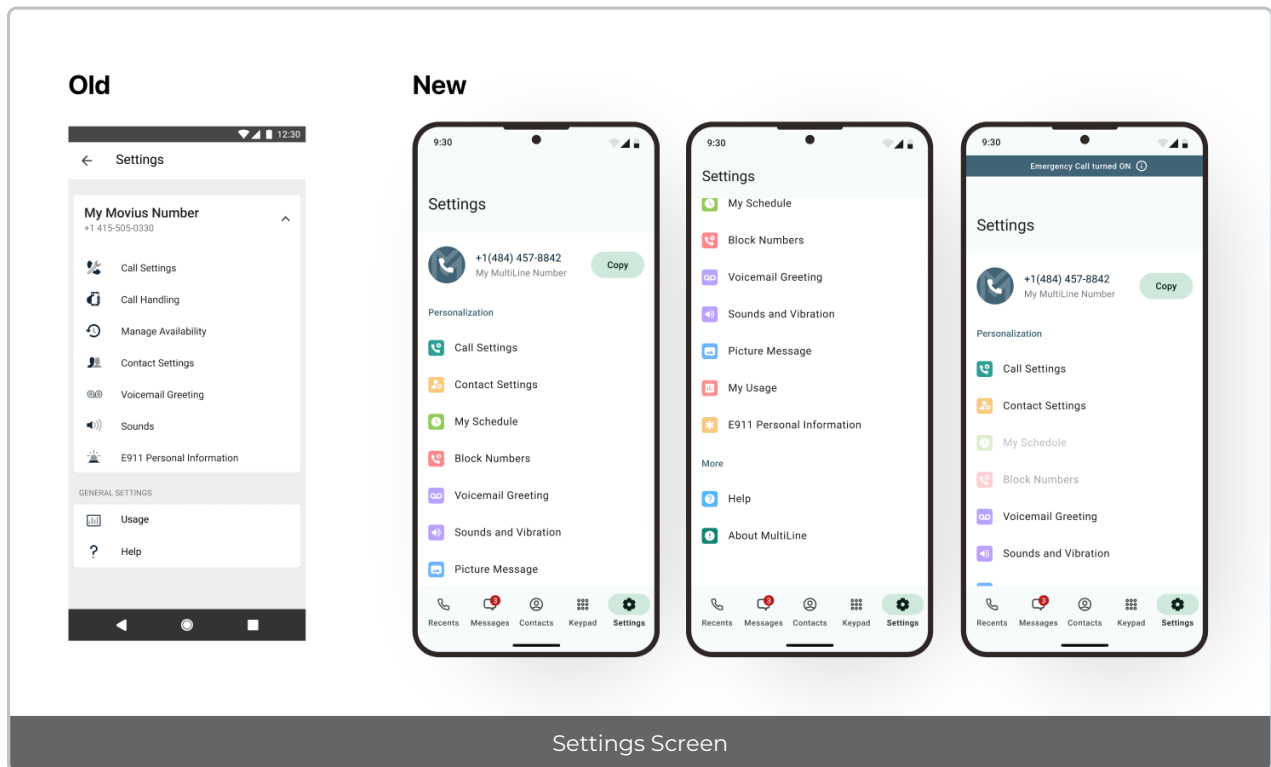 Old
New
12:30
Settings
My Movius Number
+1 415-505-0330
Call Settings
Call Handling
Manage Availability
Contact Settings
Voicemail Greeting
Sounds
E911 Personal Information
GENERAL SETTINGS
Usage
? Help
9:30
Settings
+1(484) 457-8842
My MultiLine Number
Copy
Personalization
Call Settings
Contact Settings
My Schedule
Block Numbers
Voicemail Greeting
Sounds and Vibration
Picture Message
3
Recents Messages Contacts Keypad Settings
9:30
Settings
My Schedule
Block Numbers
Voicemail Greeting
Sounds and Vibration
Picture Message
My Usage
E911 Personal Information
More
Help
About MultiLine
3
Recents Messages Contacts Keypad Settings
9:30
Emergency Call turned ON
Settings
+1(484) 457-8842
My MultiLine Number
Copy
Personalization
Call Settings
Contact Settings
My Schedule
Block Numbers
Voicemail Greeting
Sounds and Vibration
3
Recents Messages Contacts Keypad Settings
Settings Screen